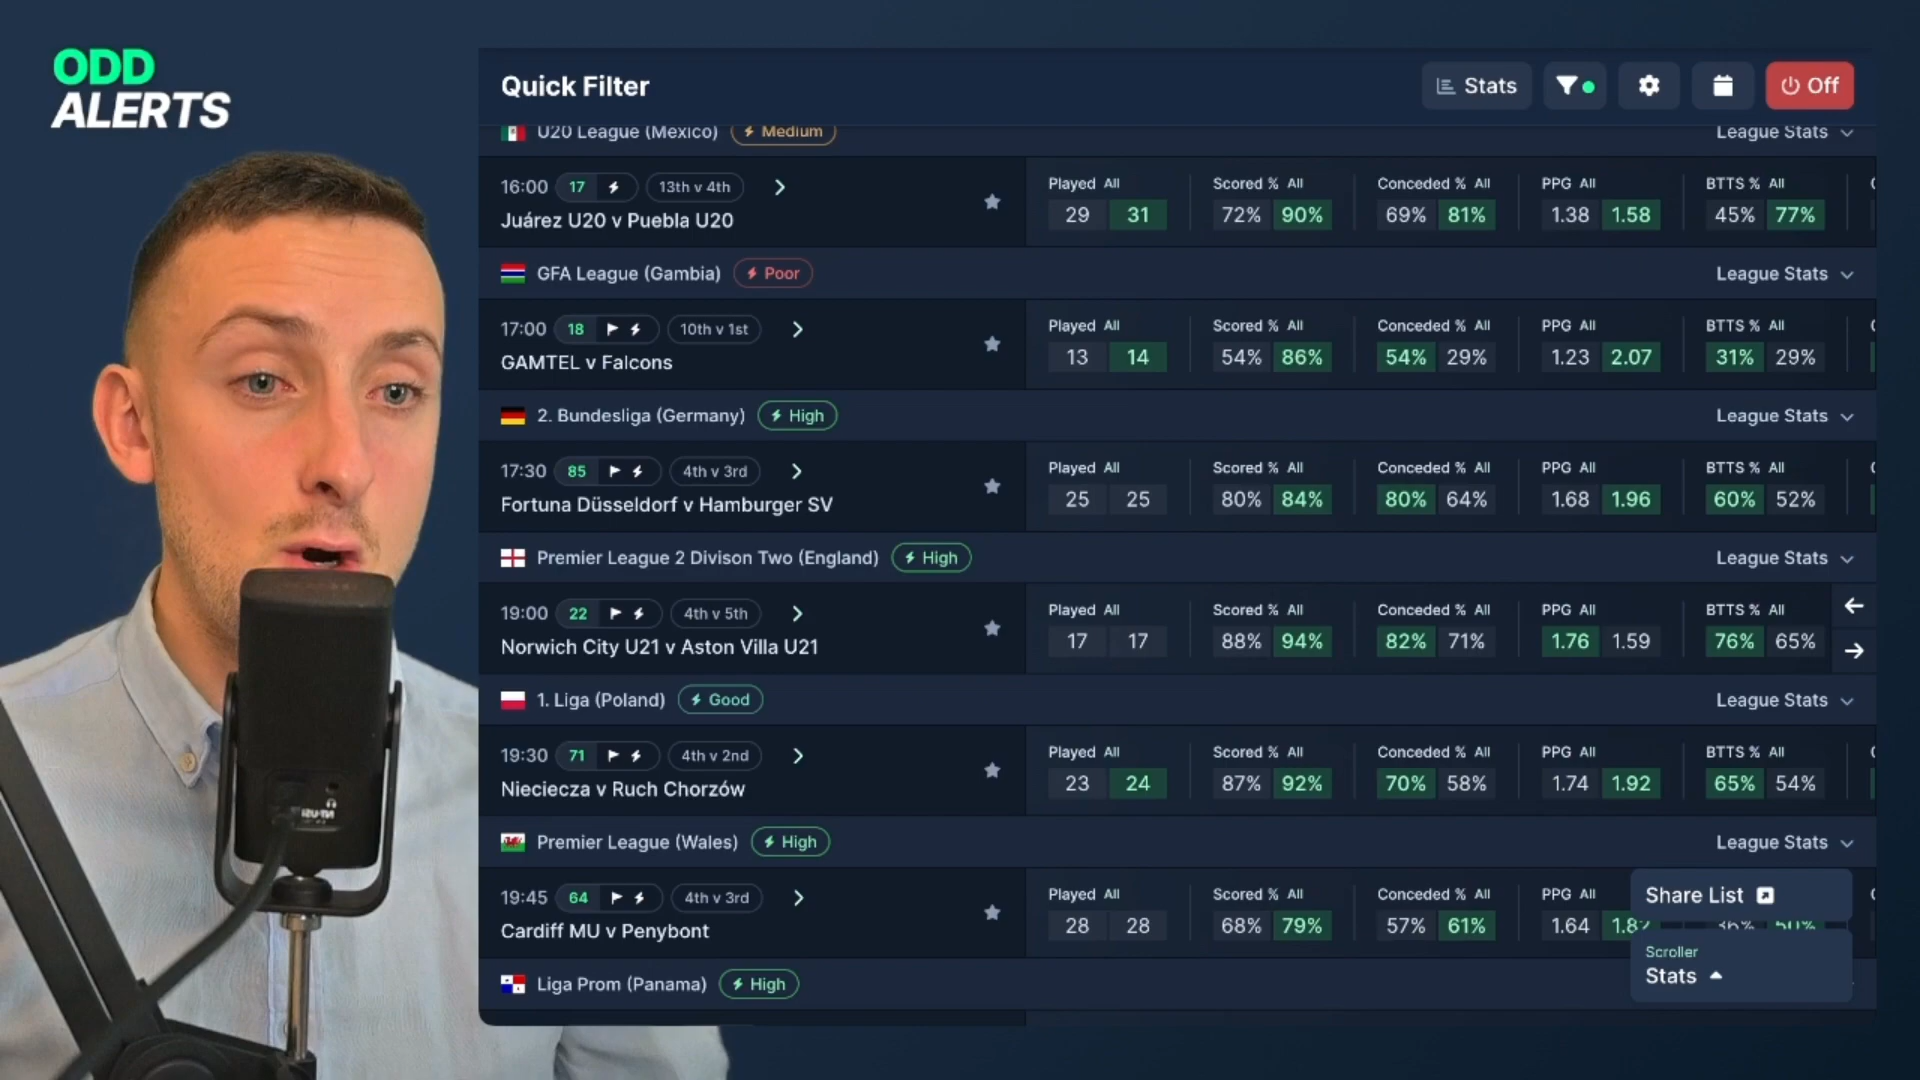 ODD
ALERTS
Quick Filter
Stats
Off
U20 League (Mexico) Medium League Stats
16:00 17 13th v 4th
Juárez U20 v Puebla U20
Played All Scored % All Conceded % All PPG All BTTS % All
29 31 72% 90% 69% 81% 1.38 1.58 45% 77%
GFA League (Gambia) Poor League Stats
17:00 18 10th v 1st
GAMTEL v Falcons
Played All Scored % All Conceded % All PPG All BTTS % All
13 14 54% 86% 54% 29% 1.23 2.07 31% 29%
2. Bundesliga (Germany) High League Stats
17:30 85 4th v 3rd
Fortuna Düsseldorf v Hamburger SV
Played All Scored % All Conceded % All PPG All BTTS % All
25 25 80% 84% 80% 64% 1.68 1.96 60% 52%
Premier League 2 Divison Two (England) High League Stats
19:00 22 4th v 5th
Norwich City U21 v Aston Villa U21
Played All Scored % All Conceded % All PPG All BTTS % All
17 17 88% 94% 82% 71% 1.76 1.59 76% 65%
1. Liga (Poland) Good League Stats
19:30 71 4th v 2nd
Nieciecza v Ruch Chorzów
Played All Scored % All Conceded % All PPG All BTTS % All
23 24 87% 92% 70% 58% 1.74 1.92 65% 54%
Premier League (Wales) High League Stats
19:45 64 4th v 3rd
Cardiff MU v Penybont
Played All Scored % All Conceded % All PPG All
28 28 68% 79% 57% 61% 1.64
Share List
Scroller
Stats
Liga Prom (Panama) High